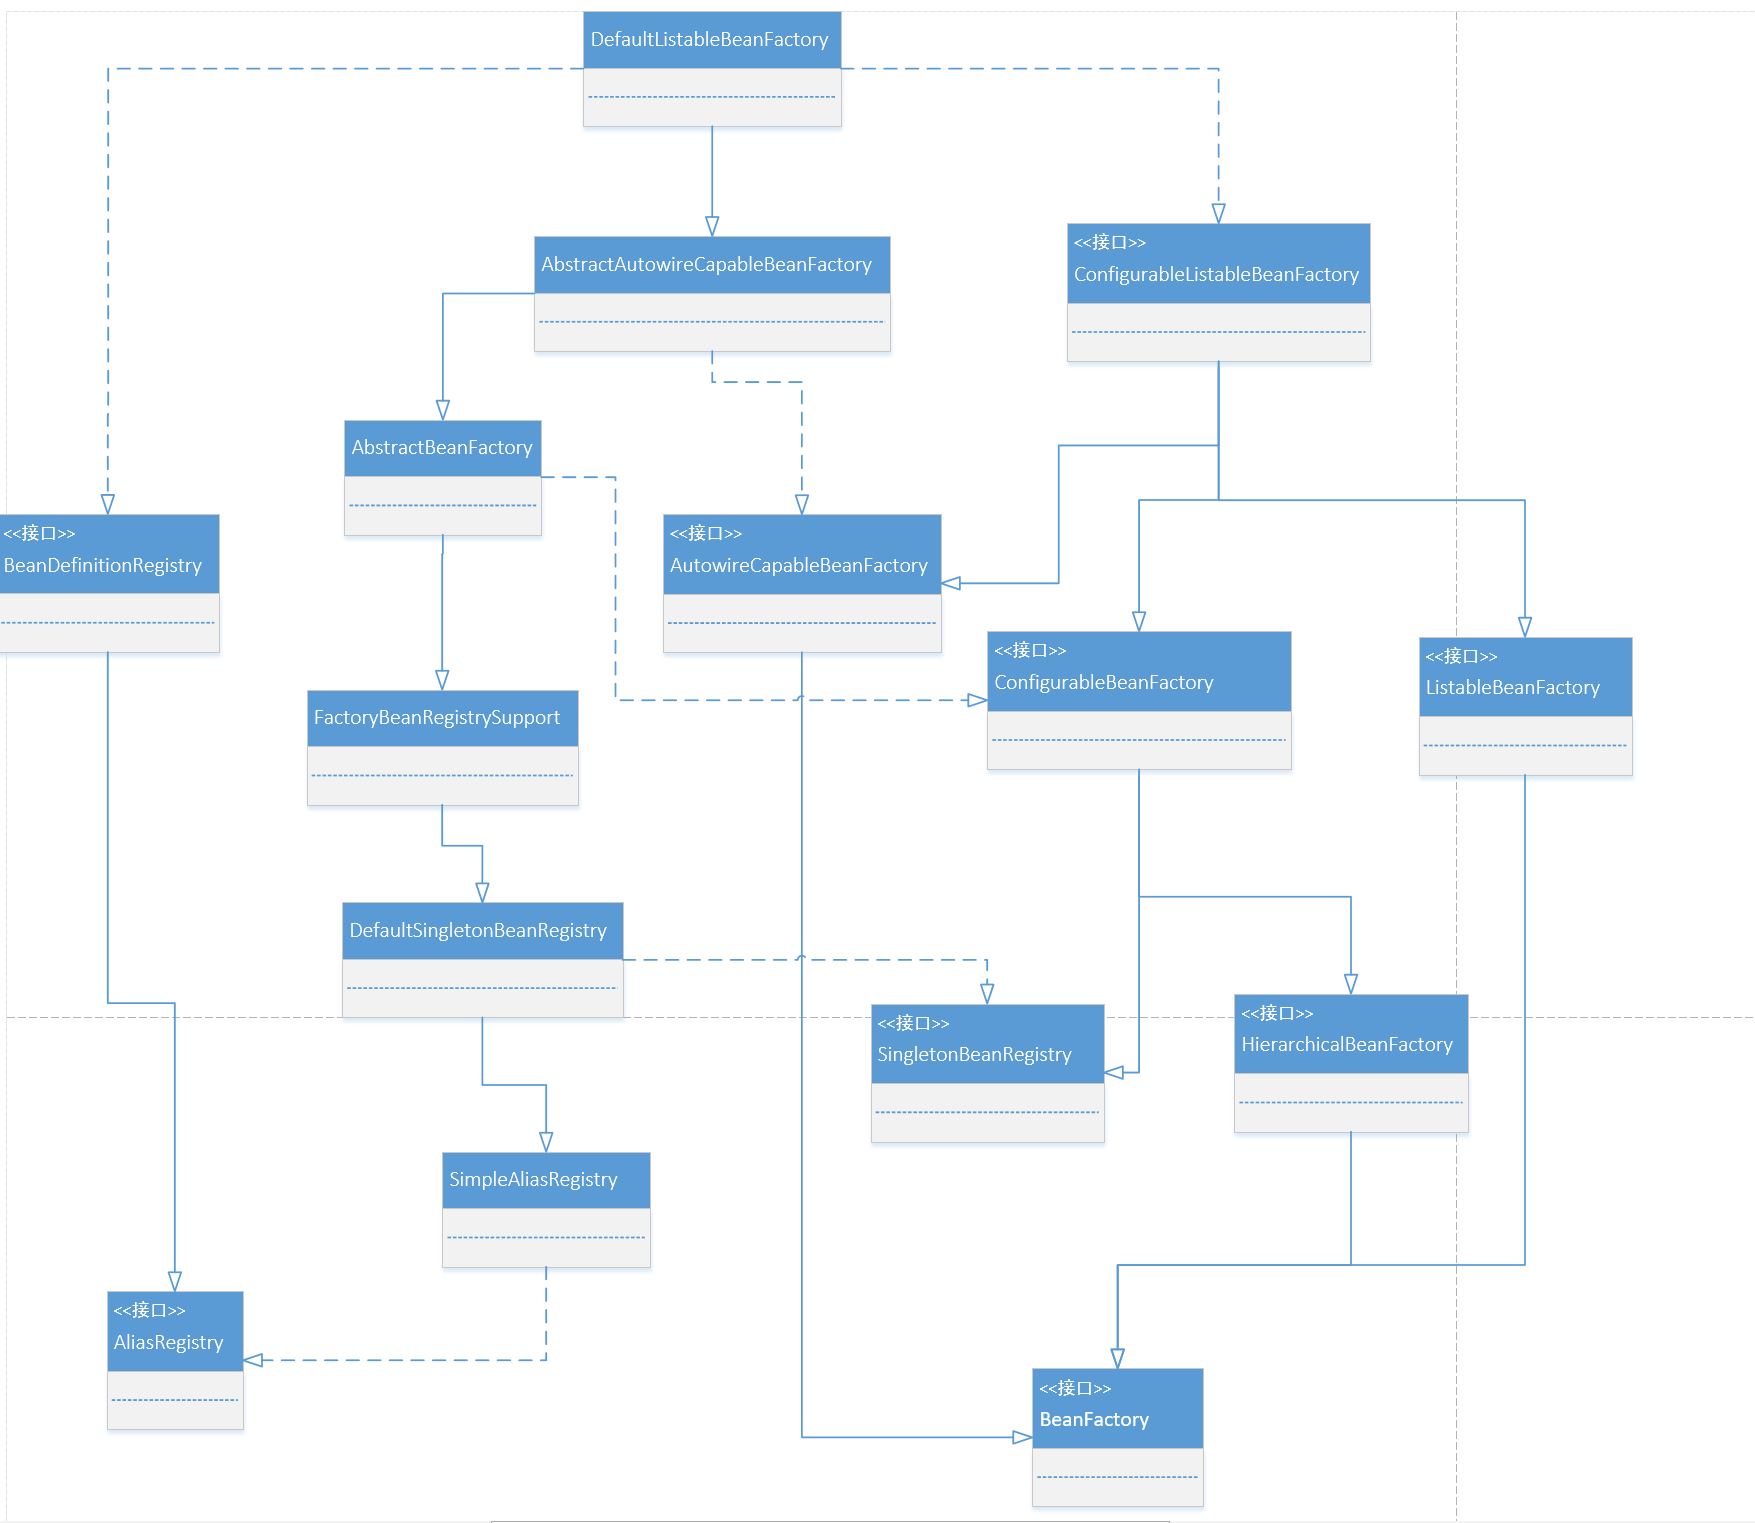 DefaultListableBeanFactory
AbstractAutowireCapableBeanFactory
<<接口>>
ConfigurableListableBeanFactory
AbstractBeanFactory
<<接口>>
BeanDefinitionRegistry
<<接口>>
AutowireCapableBeanFactory
<<接口>>
ConfigurableBeanFactory
<<接口>>
ListableBeanFactory
FactoryBeanRegistrySupport
DefaultSingletonBeanRegistry
<<接口>>
SingletonBeanRegistry
<<接口>>
HierarchicalBeanFactory
SimpleAliasRegistry
<<接口>>
AliasRegistry
<<接口>>
BeanFactory